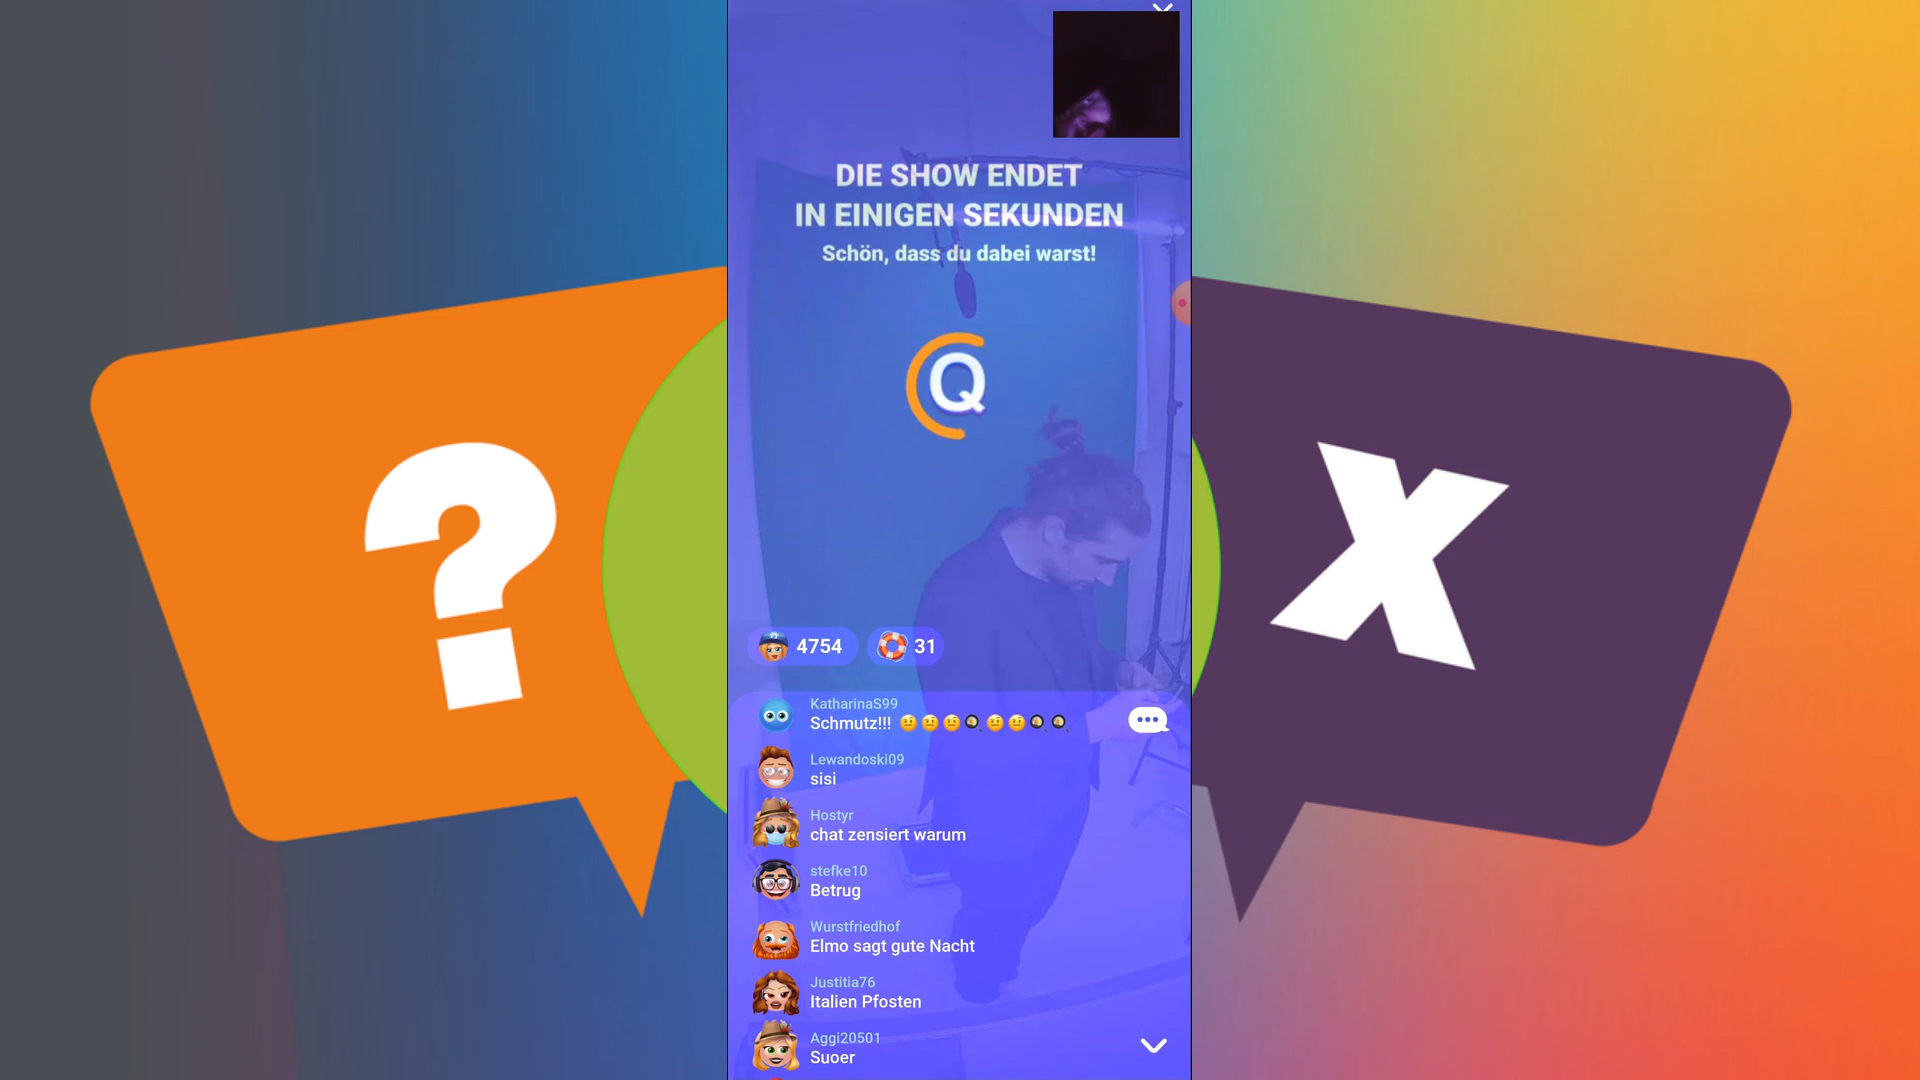 DIE SHOW ENDET
IN EINIGEN SEKUNDEN
Schön, dass du dabei warst!
Q
?
X
4754
31
KatharinaS99
Schmutz!!!
Lewandoski09
sisi
Hostyr
chat zensiert warum
stefke10
Betrug
Wurstfriedhof
Elmo sagt gute Nacht
Justitia76
Italien Pfosten
Aggi20501
Suoer